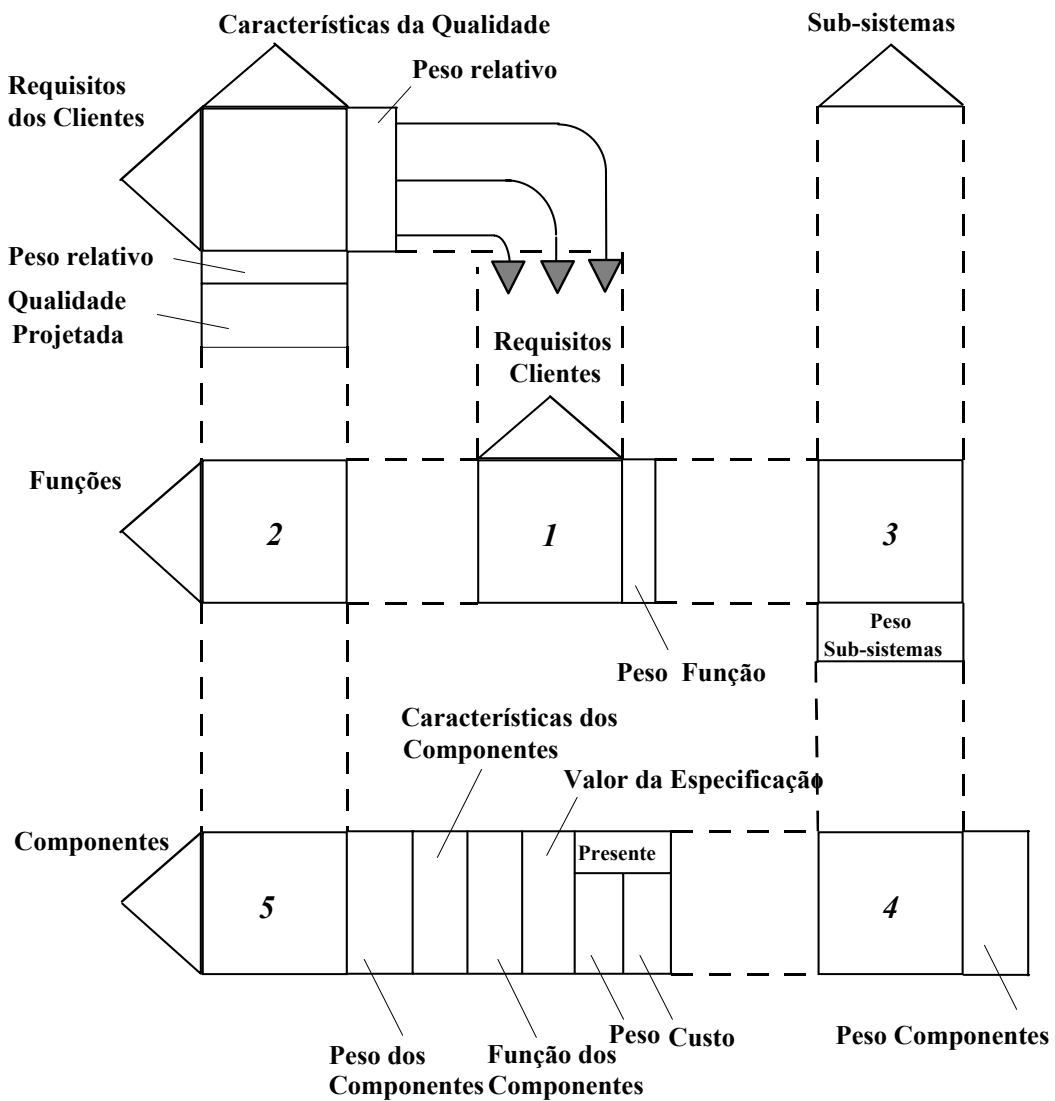 Características da Qualidade
Sub-sistemas
Peso relativo
Requisitos
dos Clientes
Peso relativo
Qualidade
Projetada
Requisitos
Clientes
Funções
2
1
3
Peso
Sub-sistemas
Peso Função
Características dos
Componentes
Valor da Especificação
Componentes
Presente
5
4
Peso
Custo
Peso Componentes
Peso dos
Componentes
Função dos
Componentes